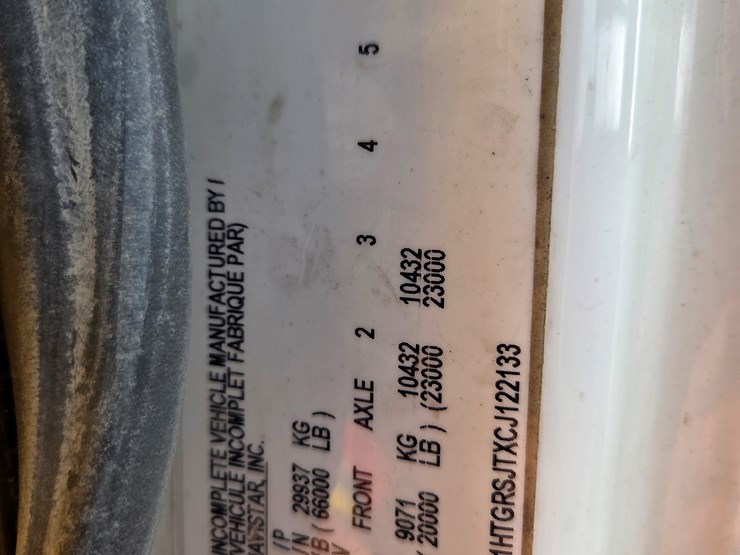 INCOMPLETE VEHICLE MANUFACTURED BY /
VEHICULE INCOMPLET FABRIQUE PAR)
NAVISTAR, INC.
/P
/N 29937 KG
/B ( 66000 LB )
V
FRONT AXLE 2 3 4 5
9071 KG 10432 10432
( 20000 LB ) (23000 23000
1HTGRSJTXCJ122133